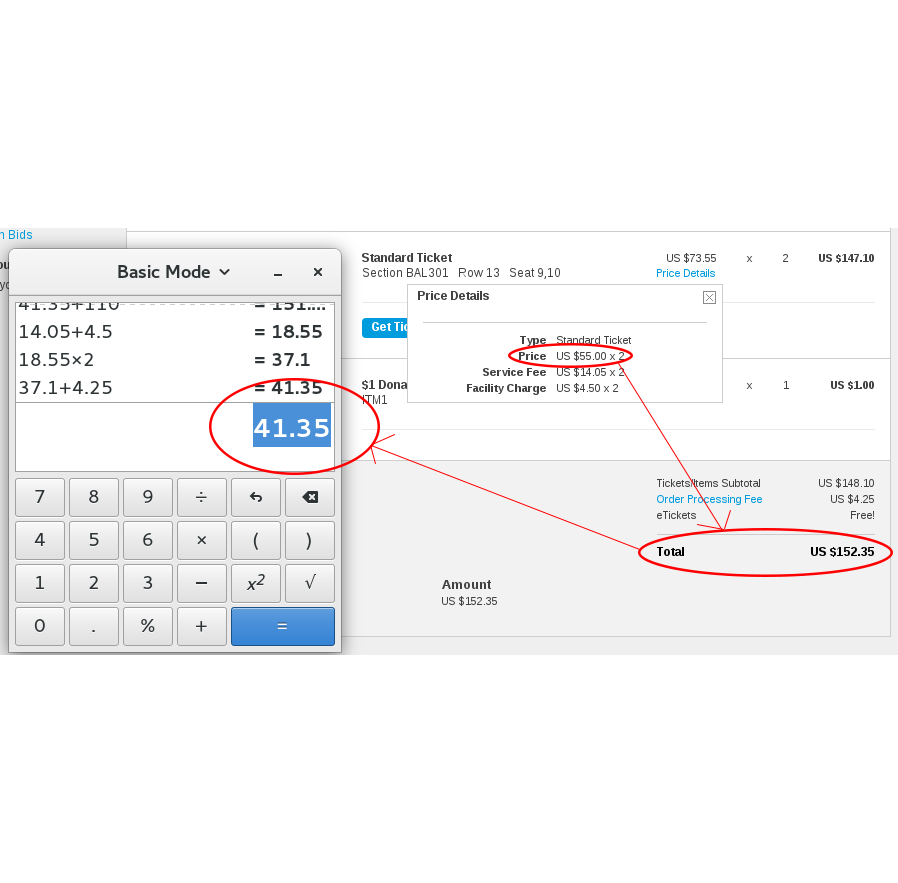 n Bids
Basic Mode
41.35+110 = 151....
14.05+4.5 = 18.55
18.55×2 = 37.1
37.1+4.25 = 41.35
41.35
7 8 9 ÷
4 5 6 × ( )
1 2 3 − x² √
0 . % + =
Standard Ticket US $73.55 x 2 US $147.10
Section BAL301 Row 13 Seat 9,10 Price Details
Price Details
Get Tic
Type Standard Ticket
Price US $55.00 x 2
Service Fee US $14.05 x 2
Facility Charge US $4.50 x 2
$1 Dona x 1 US $1.00
ITM1
Tickets/Items Subtotal US $148.10
Order Processing Fee US $4.25
eTickets Free!
Total US $152.35
Amount
US $152.35